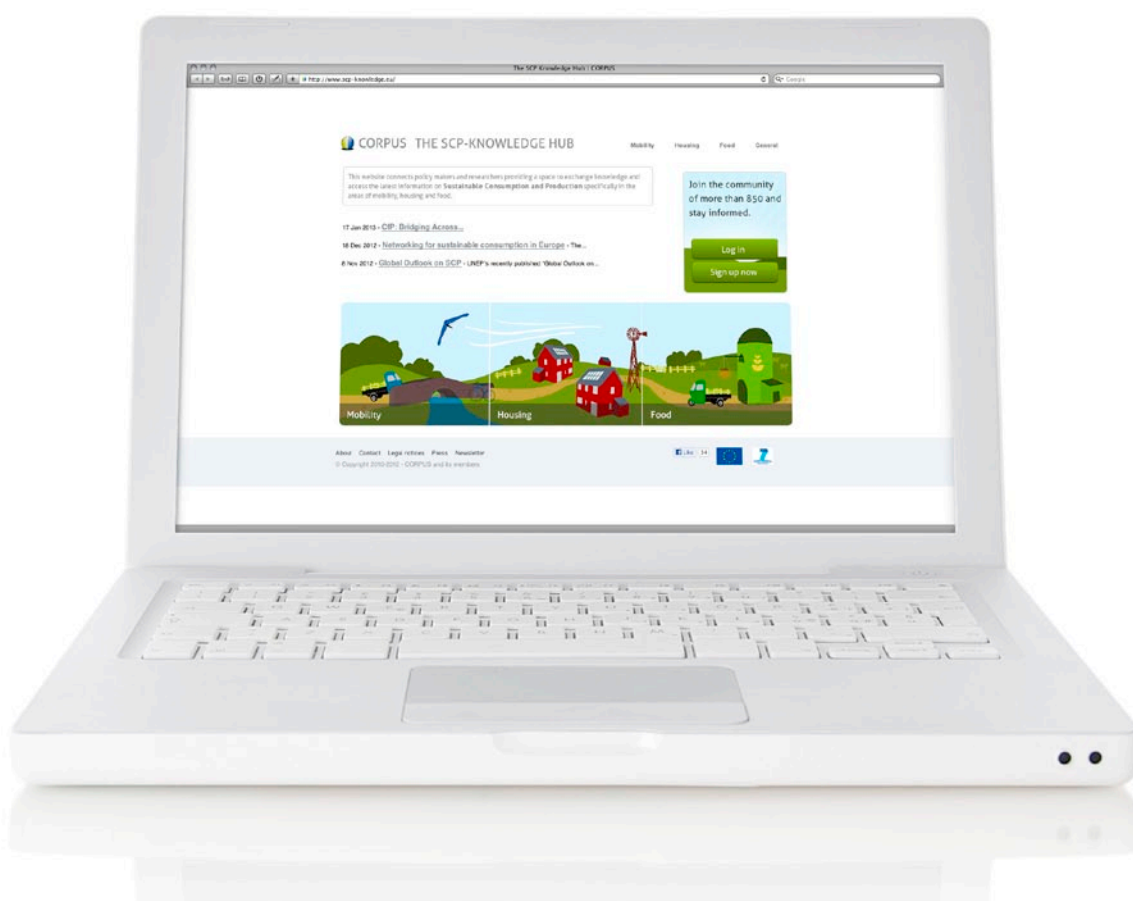 The SCP Knowledge Hub | CORPUS
http://www.scp-knowledge.eu/
Google
CORPUS THE SCP-KNOWLEDGE HUB
Mobility Housing Food General
This website connects policy makers and researchers providing a space to exchange knowledge and
access the latest information on Sustainable Consumption and Production specifically in the
areas of mobility, housing and food.
Join the community
of more than 850 and
stay informed.
17 Jan 2013 - CfP: Bridging Across...
18 Dec 2012 - Networking for sustainable consumption in Europe - The...
6 Nov 2012 - Global Outlook on SCP - UNEP's recently published 'Global Outlook on...
Log in
Sign up now
Mobility
Housing
Food
About Contact Legal notices Press Newsletter
Like 34
© Copyright 2010-2012 - CORPUS and its members